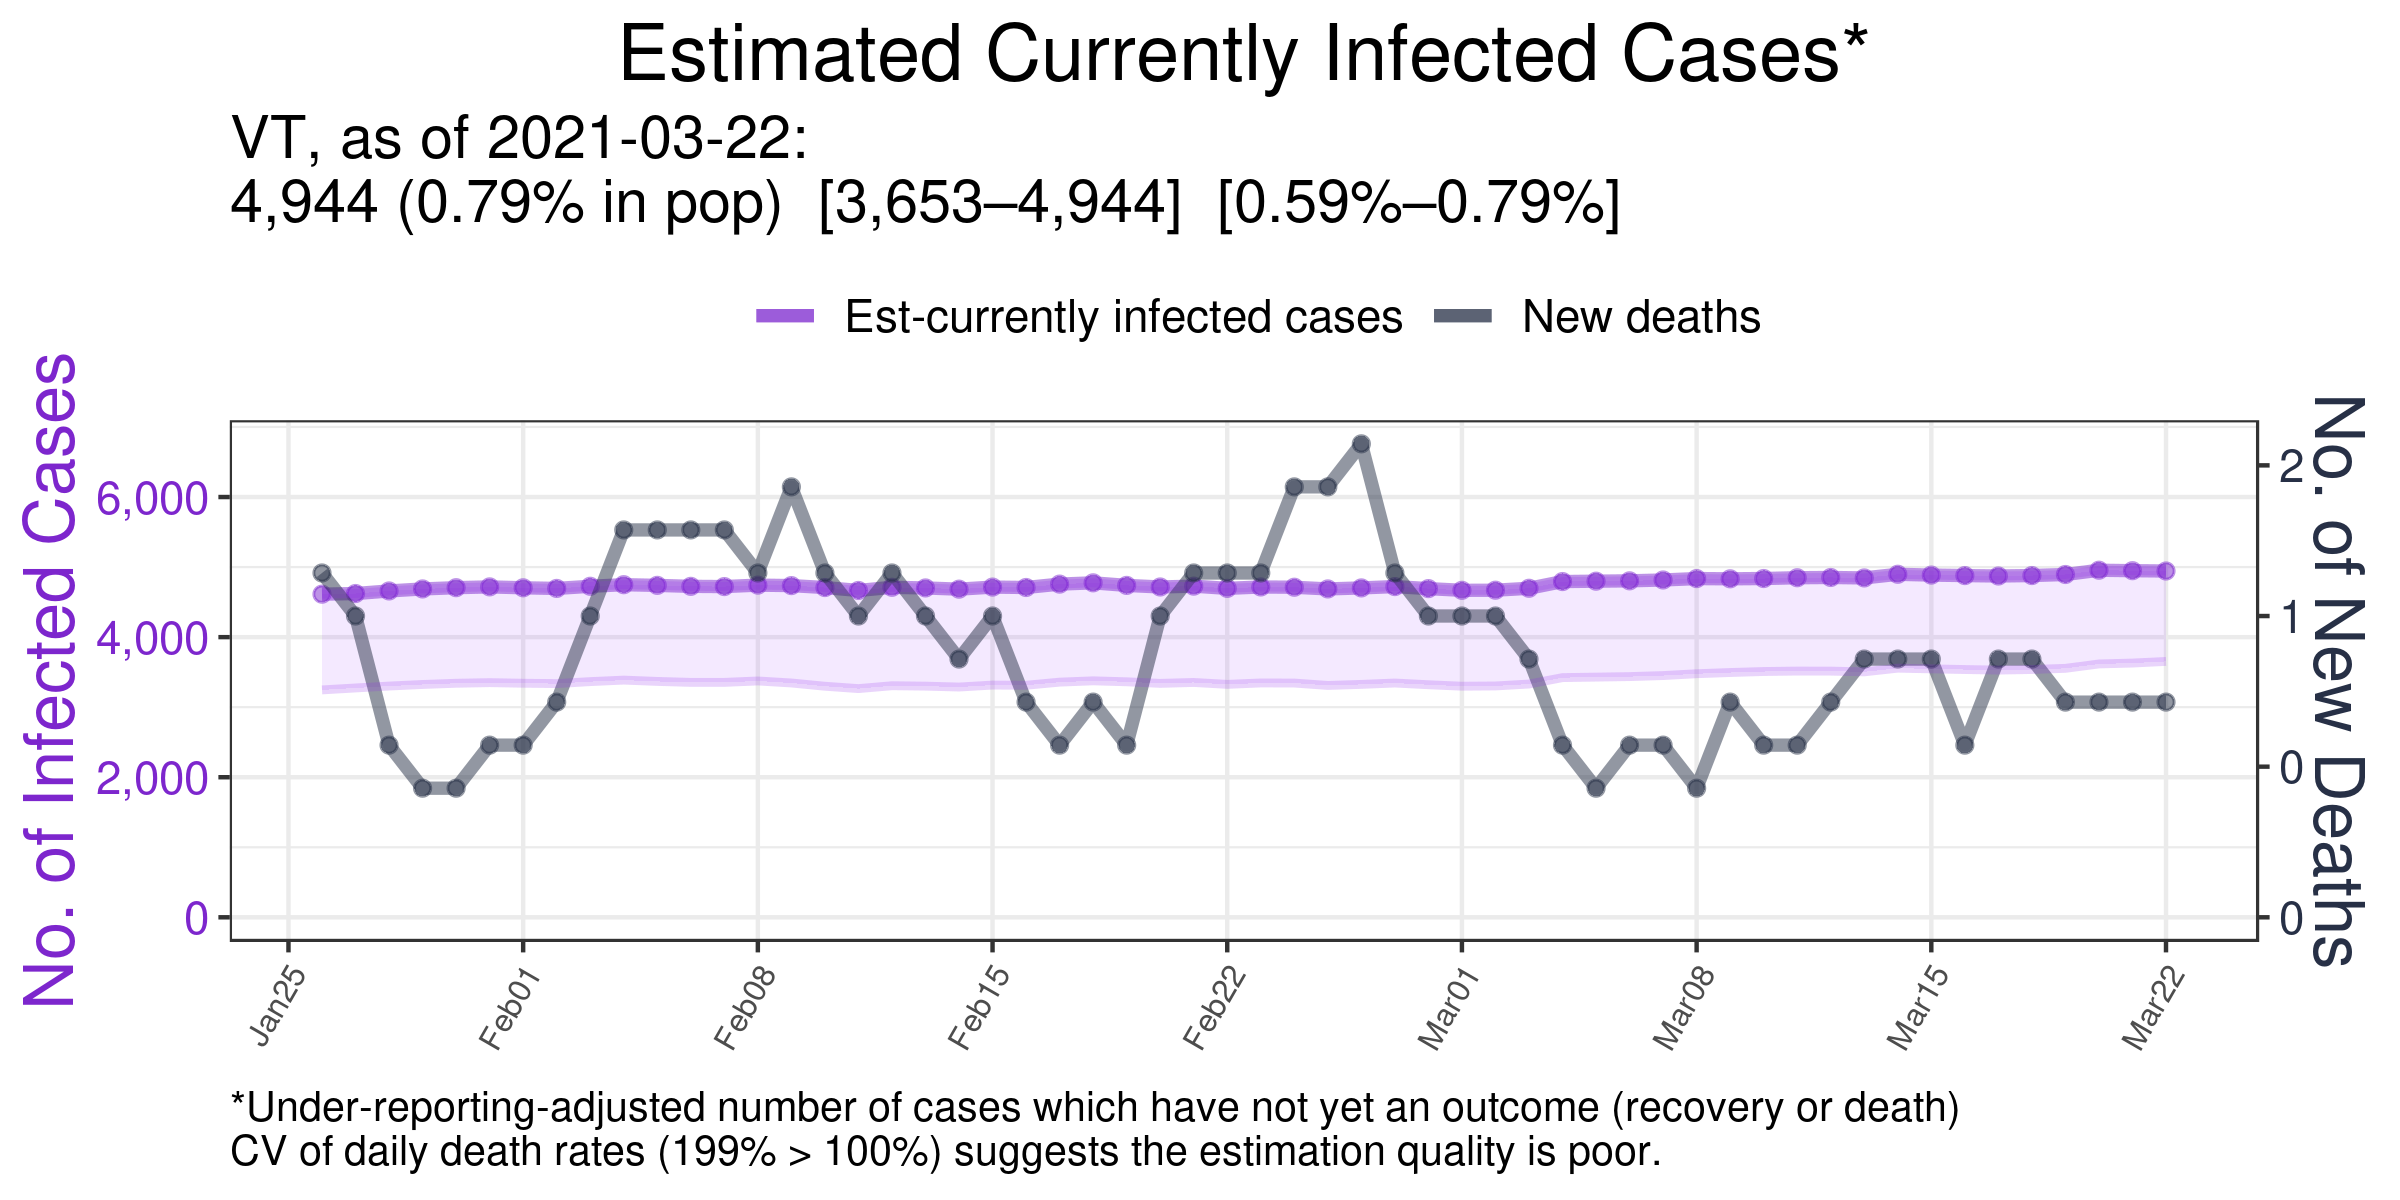 Estimated Currently Infected Cases*
VT, as of 2021-03-22:
4,944 (0.79% in pop)  [3,653–4,944]  [0.59%–0.79%]
Est-currently infected cases
New deaths
No. of Infected Cases
6,000
4,000
2,000
0
No. of New Deaths
2
1
0
0
Jan25
Feb01
Feb08
Feb15
Feb22
Mar01
Mar08
Mar15
Mar22
*Under-reporting-adjusted number of cases which have not yet an outcome (recovery or death)
CV of daily death rates (199% > 100%) suggests the estimation quality is poor.